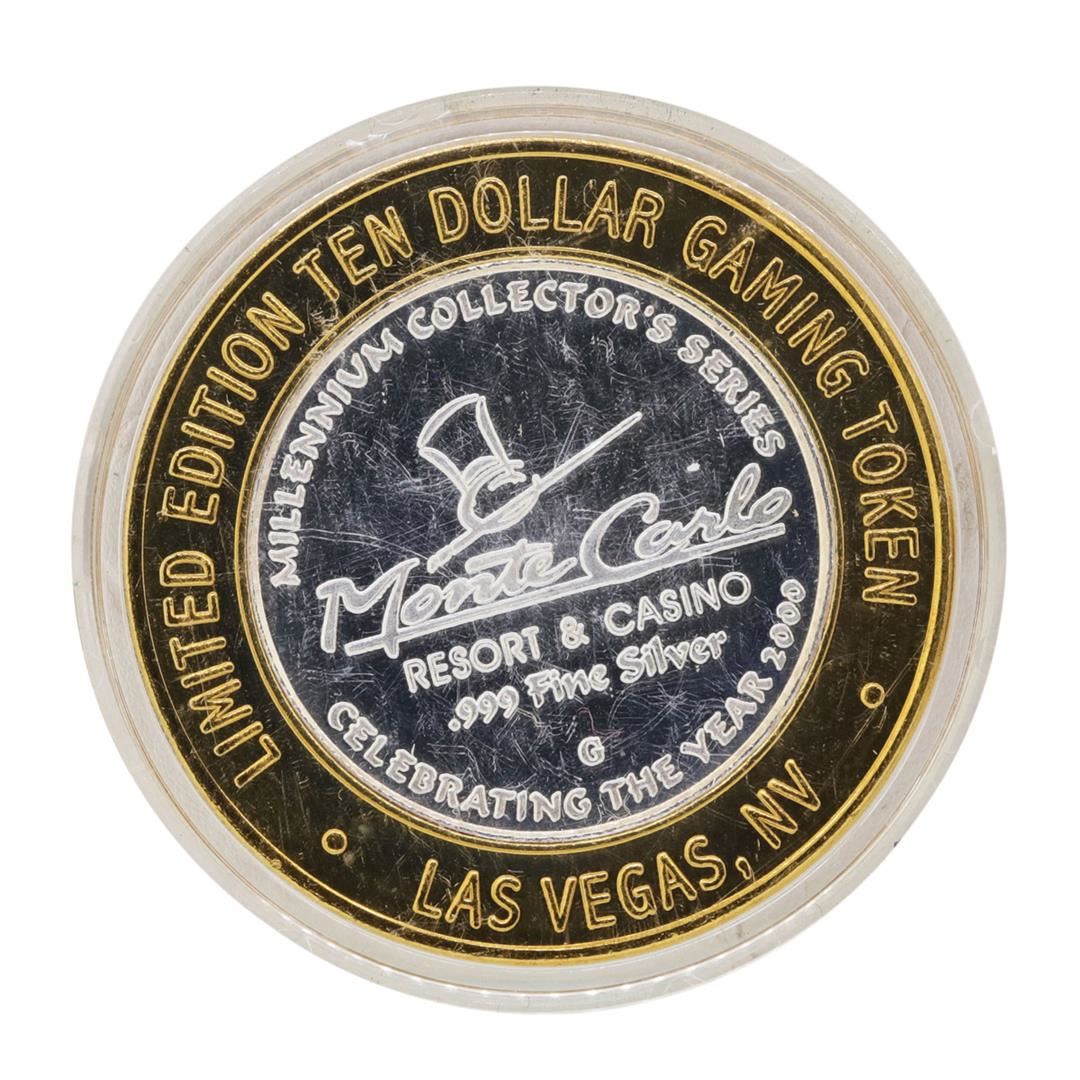 LIMITED EDITION TEN DOLLAR GAMING TOKEN
MILLENNIUM COLLECTOR'S SERIES
Monte Carlo
RESORT & CASINO
.999 Fine Silver
G
CELEBRATING THE YEAR 2000
LAS VEGAS, NV